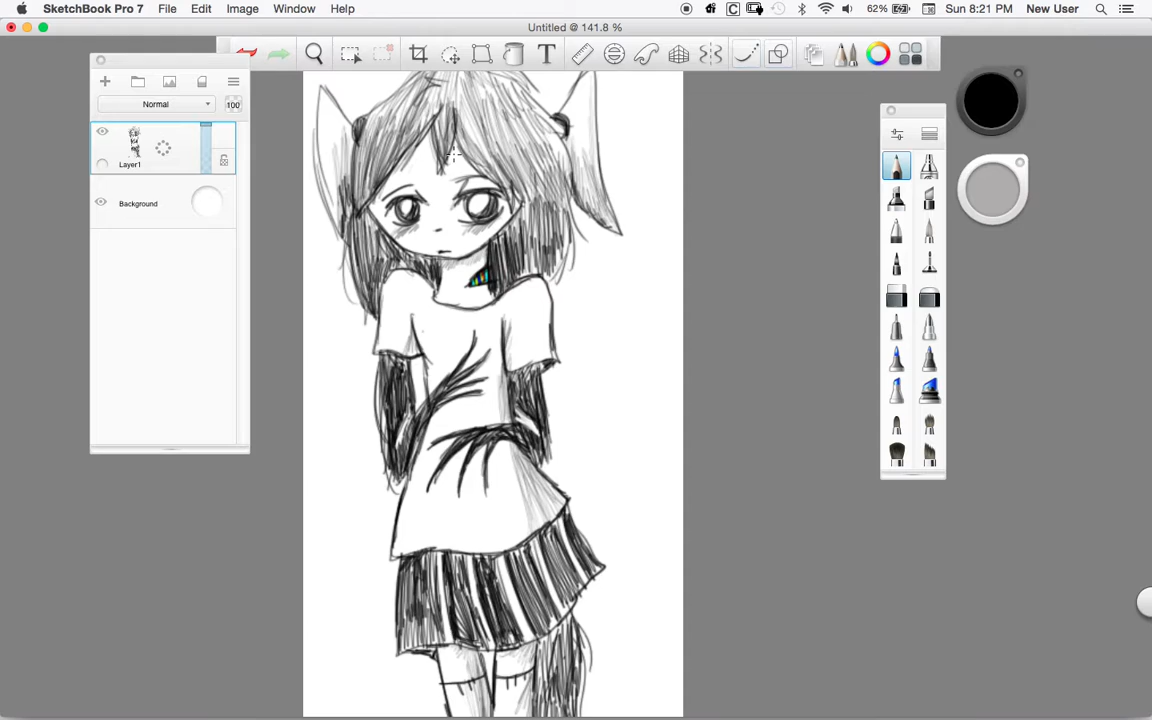 SketchBook Pro 7 File Edit Image Window Help 62% Sun 8:21 PM New User
Untitled @ 141.8 %
Normal 100
Layer1
Background